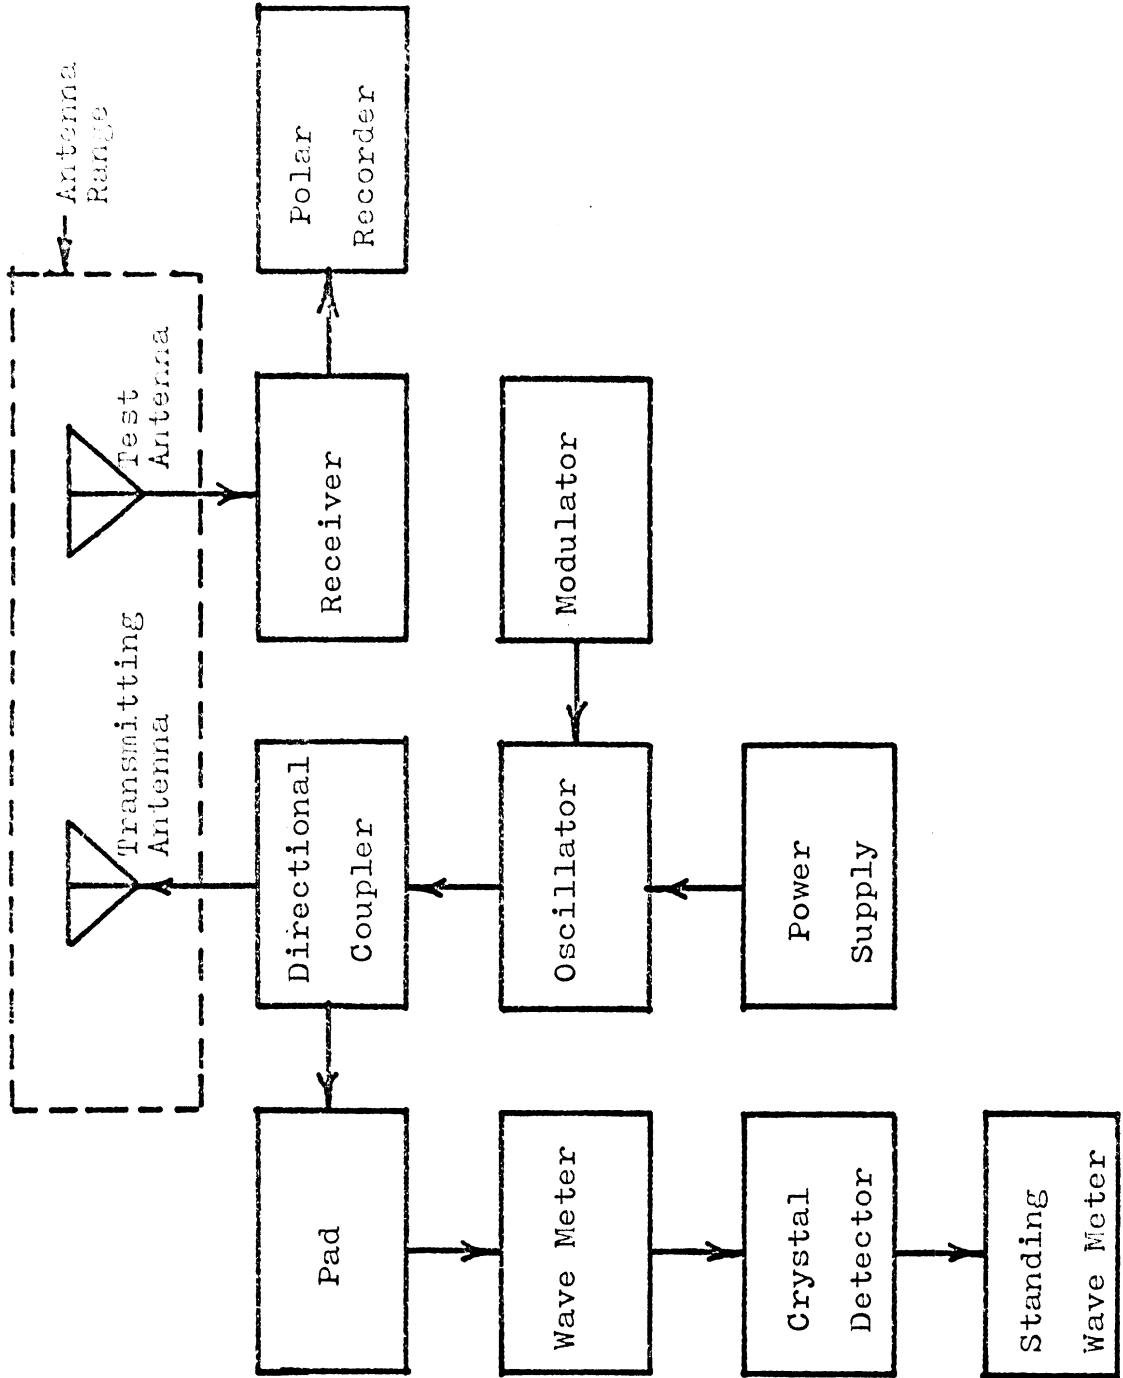 Antenna
Range
Transmitting
Antenna
Test
Antenna
Pad
Directional
Coupler
Receiver
Polar
Recorder
Wave Meter
Oscillator
Modulator
Crystal
Detector
Power
Supply
Standing
Wave Meter